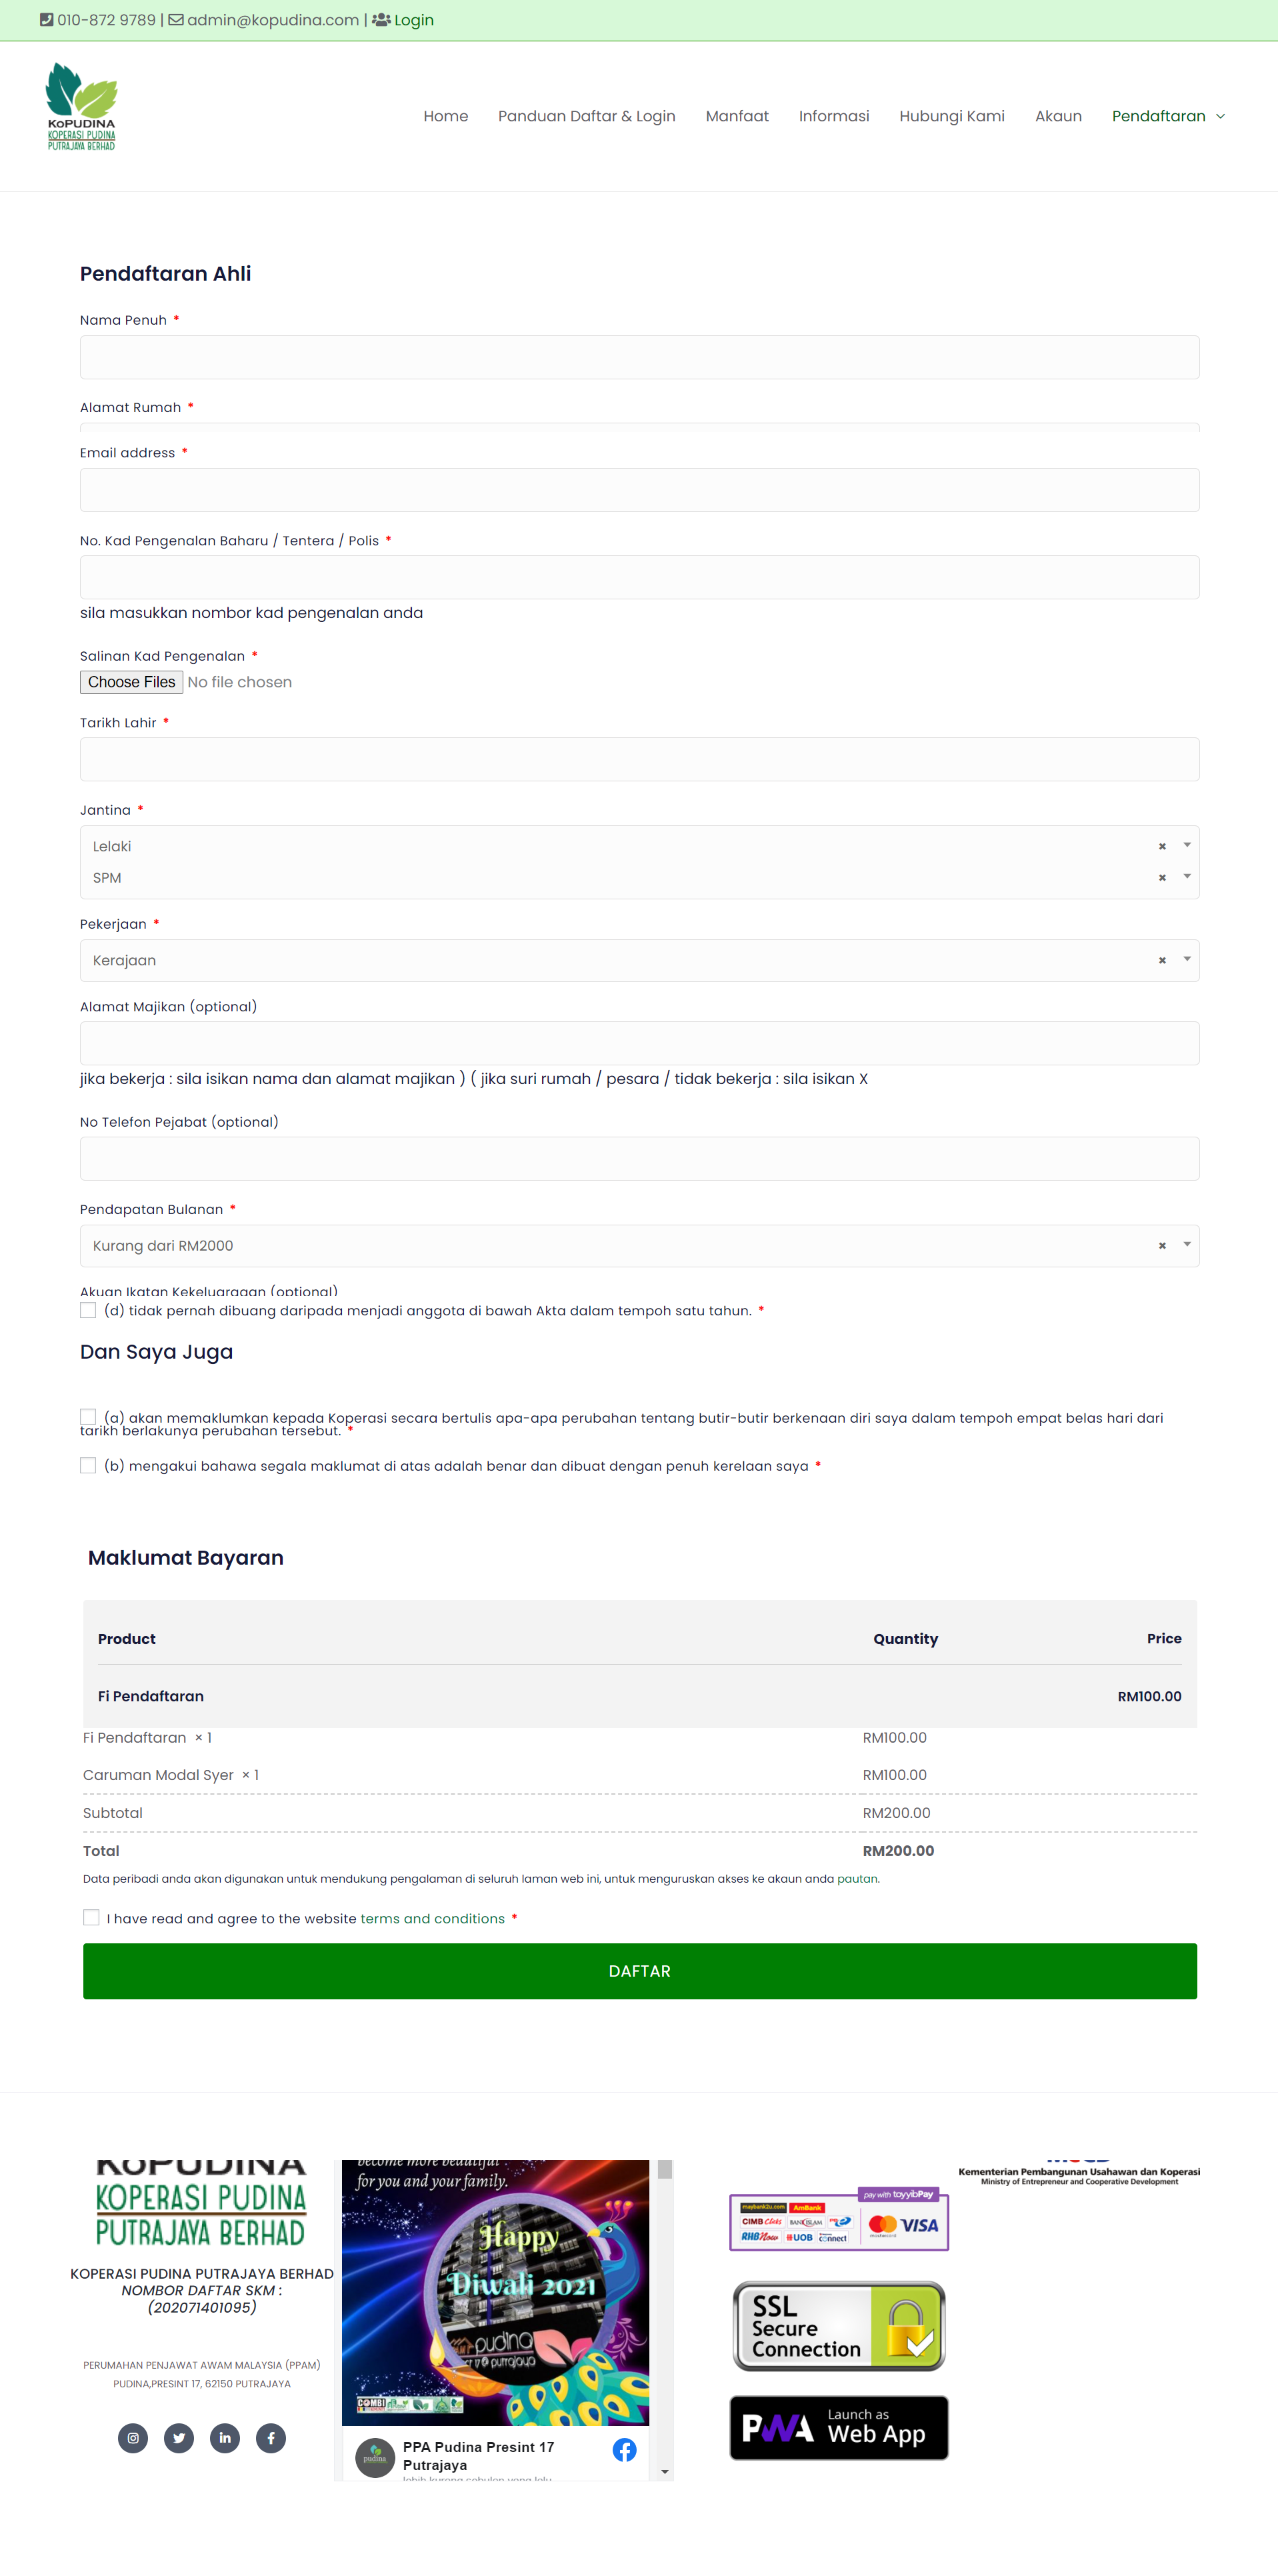 010-872 9789 | admin@kopudina.com | Login
KoPUDINA
KOPERASI PUDINA
PUTRAJAYA BERHAD
Home Panduan Daftar & Login Manfaat Informasi Hubungi Kami Akaun Pendaftaran
Pendaftaran Ahli
Nama Penuh *
Alamat Rumah *
Email address *
No. Kad Pengenalan Baharu / Tentera / Polis *
sila masukkan nombor kad pengenalan anda
Salinan Kad Pengenalan *
Choose Files No file chosen
Tarikh Lahir *
Jantina *
Lelaki ×
SPM ×
Pekerjaan *
Kerajaan ×
Alamat Majikan (optional)
jika bekerja : sila isikan nama dan alamat majikan ) ( jika suri rumah / pesara / tidak bekerja : sila isikan X
No Telefon Pejabat (optional)
Pendapatan Bulanan *
Kurang dari RM2000 ×
Akuan Ikatan Kekeluargaan (optional)
(d) tidak pernah dibuang daripada menjadi anggota di bawah Akta dalam tempoh satu tahun. *
Dan Saya Juga
(a) akan memaklumkan kepada Koperasi secara bertulis apa-apa perubahan tentang butir-butir berkenaan diri saya dalam tempoh empat belas hari dari
tarikh berlakunya perubahan tersebut. *
(b) mengakui bahawa segala maklumat di atas adalah benar dan dibuat dengan penuh kerelaan saya *
Maklumat Bayaran
Product Quantity Price
Fi Pendaftaran RM100.00
Fi Pendaftaran × 1 RM100.00
Caruman Modal Syer × 1 RM100.00
Subtotal RM200.00
Total RM200.00
Data peribadi anda akan digunakan untuk mendukung pengalaman di seluruh laman web ini, untuk menguruskan akses ke akaun anda pautan.
I have read and agree to the website terms and conditions *
DAFTAR
KoPUDINA
KOPERASI PUDINA
PUTRAJAYA BERHAD
KOPERASI PUDINA PUTRAJAYA BERHAD
NOMBOR DAFTAR SKM :
(202071401095)
PERUMAHAN PENJAWAT AWAM MALAYSIA (PPAM)
PUDINA,PRESINT 17, 62150 PUTRAJAYA
become more beautiful
for you and your family.
Happy
Diwali 2021
pudina
putrajaya
COMBI
pudina
PPA Pudina Presint 17
Putrajaya
lebih kurang sebulan yang lalu
Kementerian Pembangunan Usahawan dan Koperasi
Ministry of Entrepreneur and Cooperative Development
pay with toyyibPay
maybank2u.com AmBank
CIMB Clicks BANK ISLAM
RHB Now UOB connect
mastercard VISA
SSL
Secure
Connection
PWA Launch as
Web App